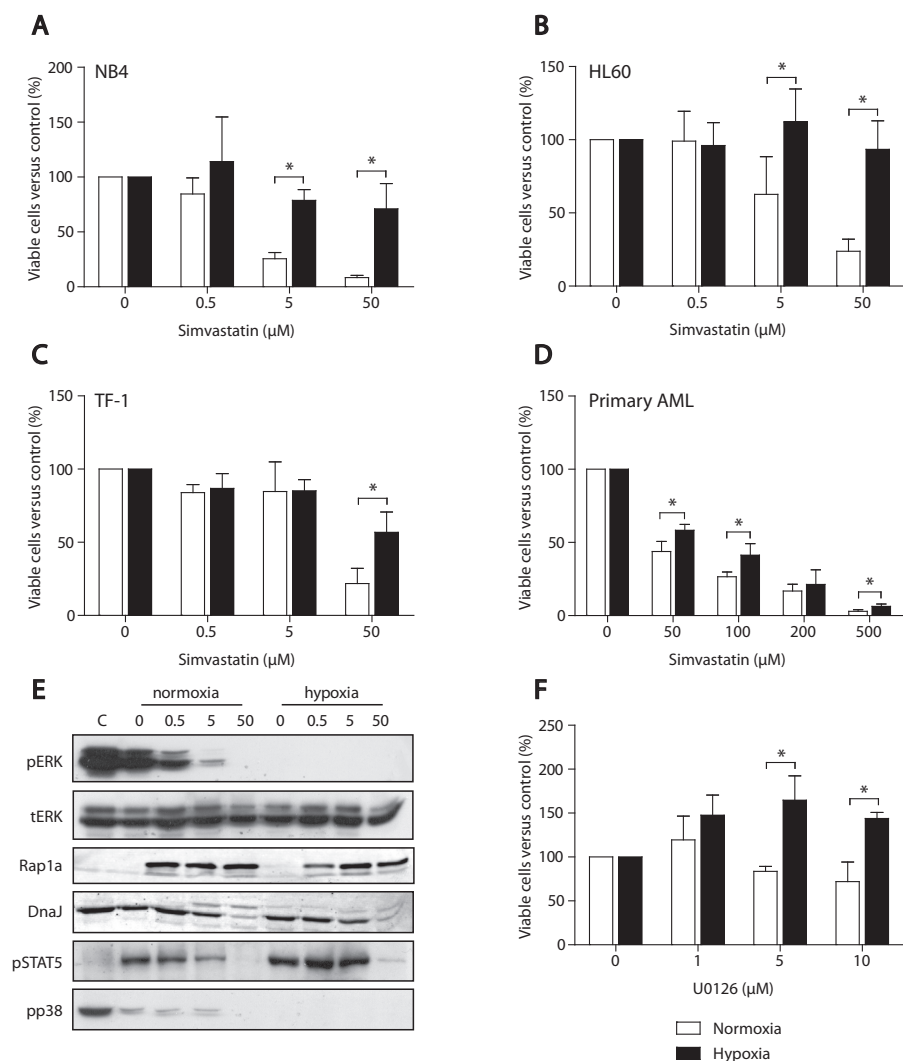 A
NB4
Viable cells versus control (%)
200
150
100
50
0
* *
0 0.5 5 50
Simvastatin (µM)
B
HL60
Viable cells versus control (%)
150
100
50
0
* *
0 0.5 5 50
Simvastatin (µM)
C
TF-1
Viable cells versus control (%)
150
100
50
0
*
0 0.5 5 50
Simvastatin (µM)
D
Primary AML
Viable cells versus control (%)
150
100
50
0
* * *
0 50 100 200 500
Simvastatin (µM)
E
normoxia hypoxia
C 0 0.5 5 50 0 0.5 5 50
pERK
tERK
Rap1a
DnaJ
pSTAT5
pp38
F
Viable cells versus control (%)
250
200
150
100
50
0
* *
0 1 5 10
U0126 (µM)
Normoxia
Hypoxia